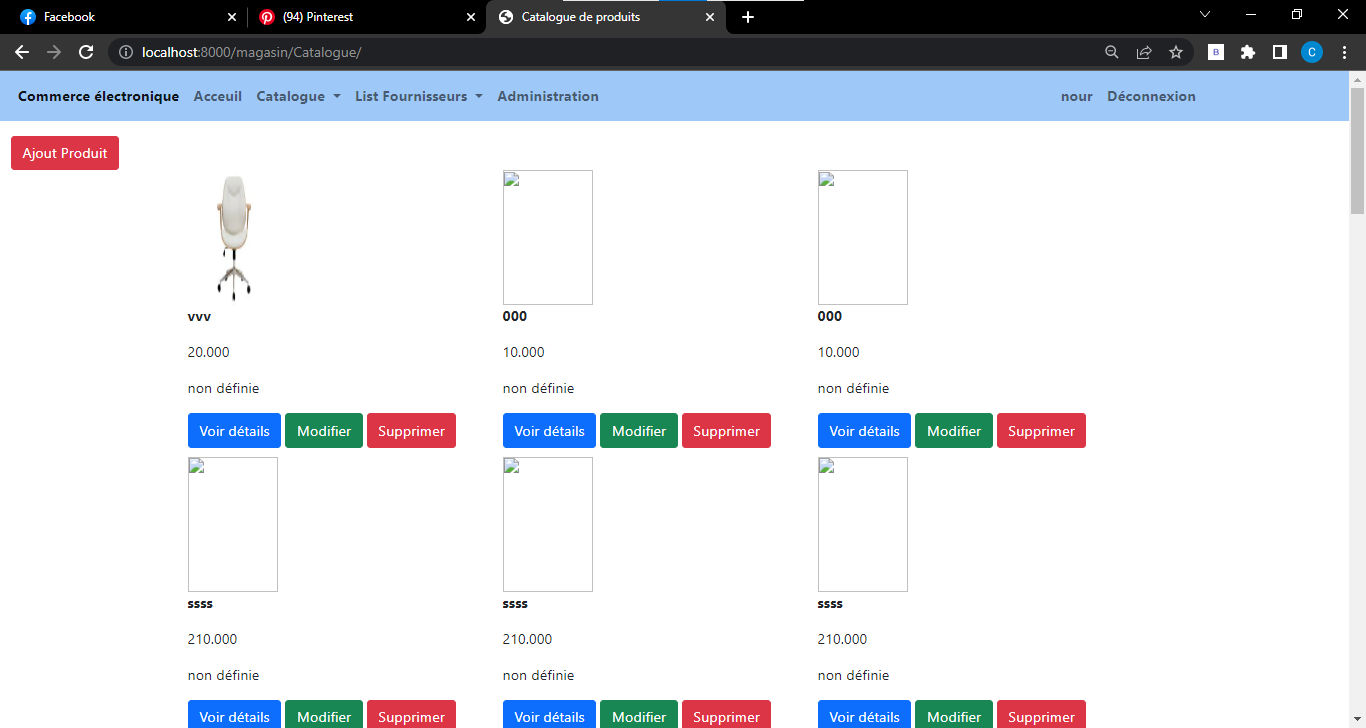 Facebook
(94) Pinterest
Catalogue de produits
localhost:8000/magasin/Catalogue/
B
C
Commerce électronique Acceuil Catalogue List Fournisseurs Administration nour Déconnexion
Ajout Produit
vvv 000 000
20.000 10.000 10.000
non définie non définie non définie
Voir détails Modifier Supprimer Voir détails Modifier Supprimer Voir détails Modifier Supprimer
ssss ssss ssss
210.000 210.000 210.000
non définie non définie non définie
Voir détails Modifier Supprimer Voir détails Modifier Supprimer Voir détails Modifier Supprimer